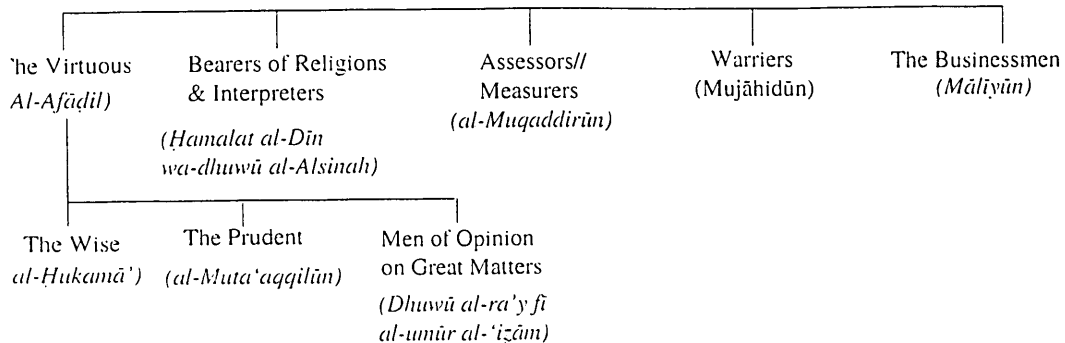 'he Virtuous
Al-Afāḍil)
Bearers of Religions
& Interpreters
(Ḥamalat al-Dīn
wa-dhuwū al-Alsinah)
Assessors//
Measurers
(al-Muqaddirūn)
Warriers
(Mujāhidūn)
The Businessmen
(Mālīyūn)
The Wise
al-Ḥukamā')
The Prudent
(al-Muta'aqqilūn)
Men of Opinion
on Great Matters
(Dhuwū al-ra'y fī
al-umūr al-'iẓām)